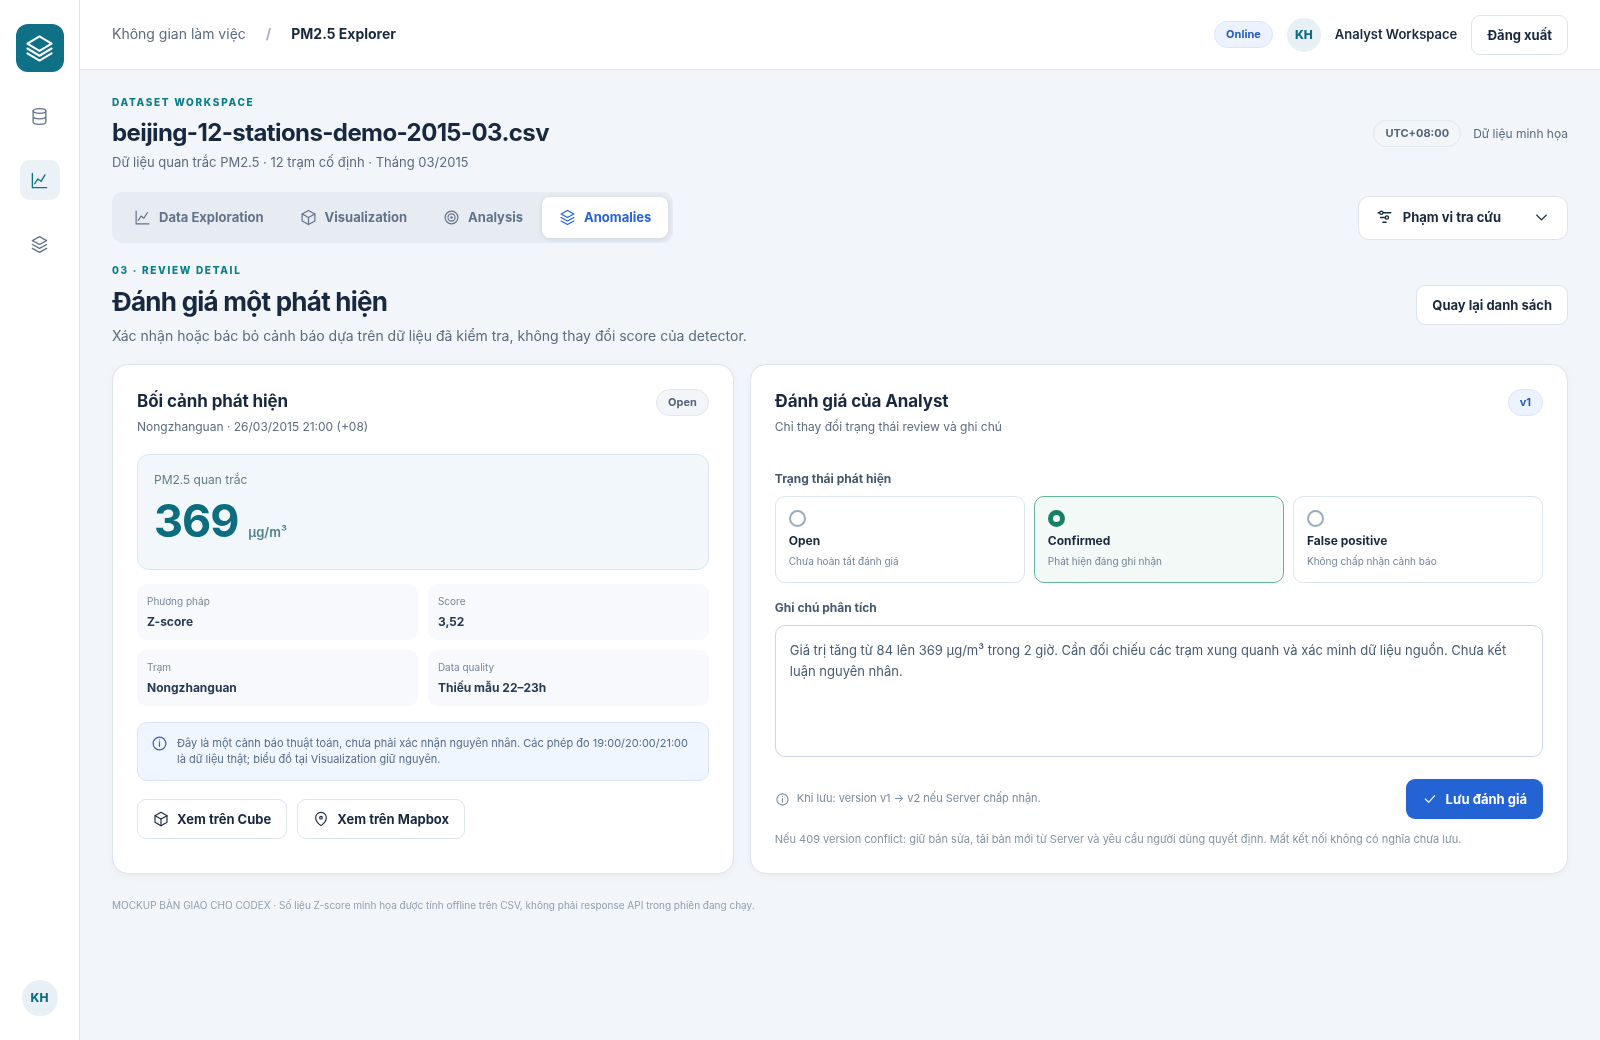 Không gian làm việc / PM2.5 Explorer
Online
KH
Analyst Workspace
Đăng xuất
DATASET WORKSPACE
beijing-12-stations-demo-2015-03.csv
Dữ liệu quan trắc PM2.5 · 12 trạm cố định · Tháng 03/2015
UTC+08:00
Dữ liệu minh họa
Data Exploration
Visualization
Analysis
Anomalies
Phạm vi tra cứu
03 · REVIEW DETAIL
Đánh giá một phát hiện
Xác nhận hoặc bác bỏ cảnh báo dựa trên dữ liệu đã kiểm tra, không thay đổi score của detector.
Quay lại danh sách
Bối cảnh phát hiện
Open
Nongzhanguan · 26/03/2015 21:00 (+08)
PM2.5 quan trắc
369 µg/m³
Phương pháp
Z-score
Score
3,52
Trạm
Nongzhanguan
Data quality
Thiếu mẫu 22–23h
Đây là một cảnh báo thuật toán, chưa phải xác nhận nguyên nhân. Các phép đo 19:00/20:00/21:00
là dữ liệu thật; biểu đồ tại Visualization giữ nguyên.
Xem trên Cube
Xem trên Mapbox
Đánh giá của Analyst
v1
Chỉ thay đổi trạng thái review và ghi chú
Trạng thái phát hiện
Open
Chưa hoàn tất đánh giá
Confirmed
Phát hiện đáng ghi nhận
False positive
Không chấp nhận cảnh báo
Ghi chú phân tích
Giá trị tăng từ 84 lên 369 µg/m³ trong 2 giờ. Cần đối chiếu các trạm xung quanh và xác minh dữ liệu nguồn. Chưa kết
luận nguyên nhân.
Khi lưu: version v1 → v2 nếu Server chấp nhận.
Lưu đánh giá
Nếu 409 version conflict: giữ bản sửa, tải bản mới từ Server và yêu cầu người dùng quyết định. Mất kết nối không có nghĩa chưa lưu.
MOCKUP BÀN GIAO CHO CODEX · Số liệu Z-score minh họa được tính offline trên CSV, không phải response API trong phiên đang chạy.
KH